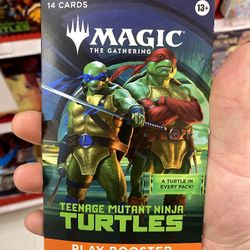 14 CARDS
13+
MAGIC
THE GATHERING
A TURTLE IN
EVERY PACK!
TEENAGE MUTANT NINJA
TURTLES
PLAY BOOSTER